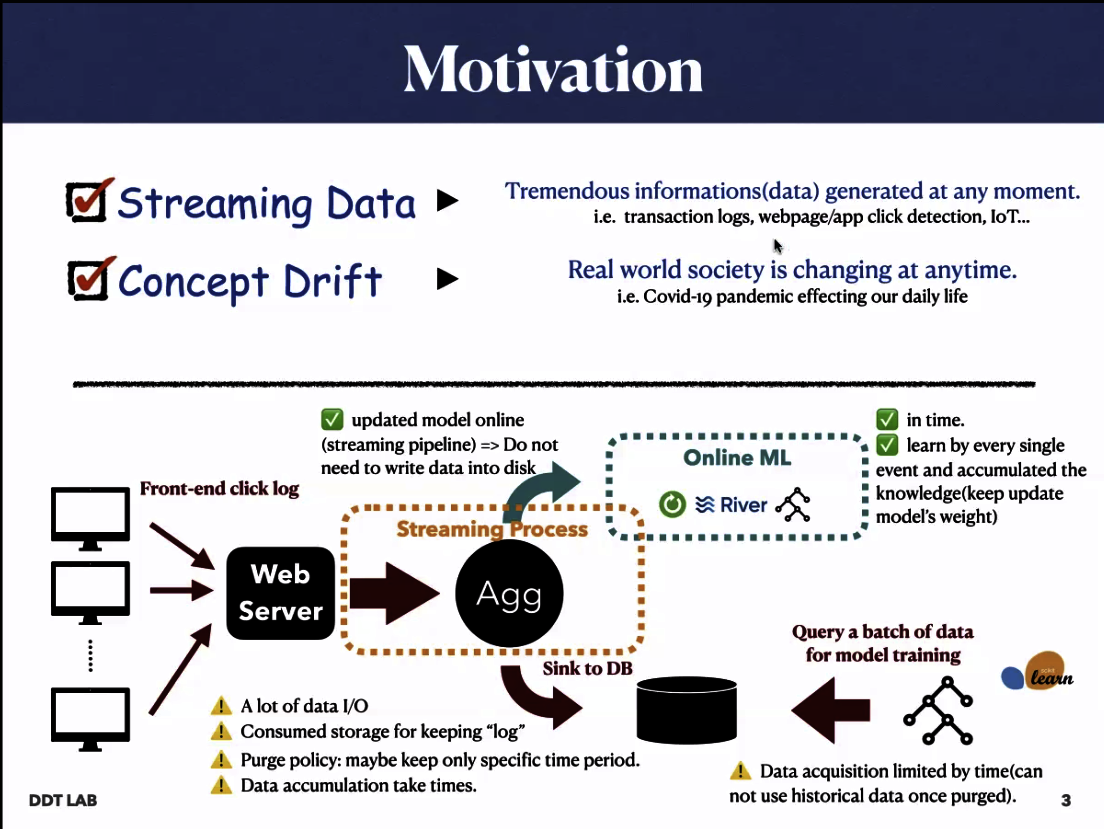 Motivation
Streaming Data
Tremendous informations(data) generated at any moment.
i.e. transaction logs, webpage/app click detection, IoT...
Concept Drift
Real world society is changing at anytime.
i.e. Covid-19 pandemic effecting our daily life
updated model online
(streaming pipeline) => Do not
need to write data into disk
Online ML
River
in time.
learn by every single
event and accumulated the
knowledge(keep update
model's weight)
Front-end click log
Streaming Process
Web
Server
Agg
Sink to DB
Query a batch of data
for model training
scikit
learn
A lot of data I/O
Consumed storage for keeping “log”
Purge policy: maybe keep only specific time period.
Data accumulation take times.
Data acquisition limited by time(can
not use historical data once purged).
DDT LAB
3